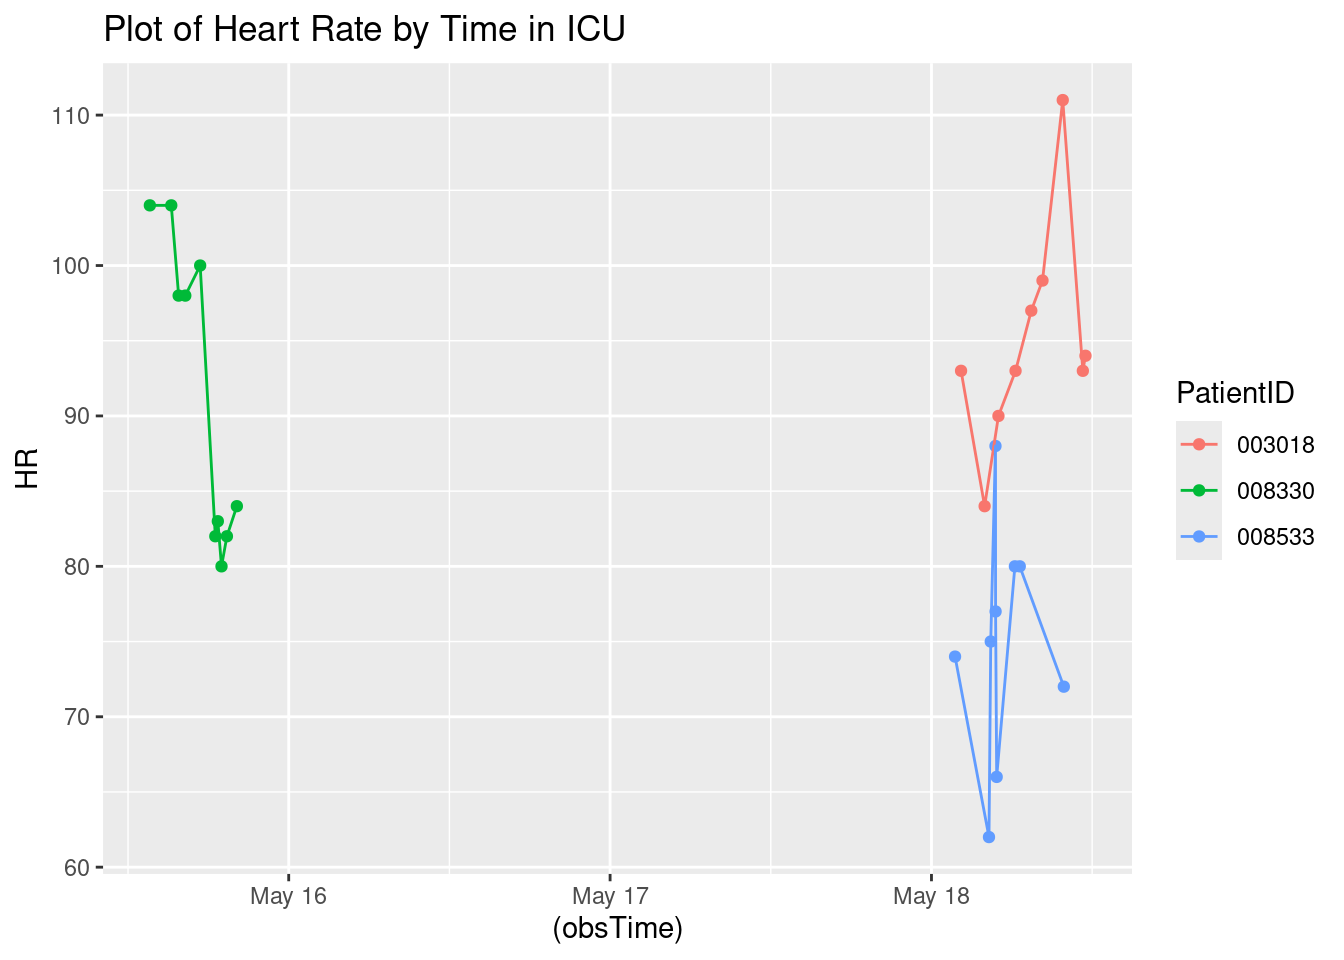 Plot of Heart Rate by Time in ICU
110
100
90
80
70
60
HR
May 16
May 17
May 18
(obsTime)
PatientID
003018
008330
008533